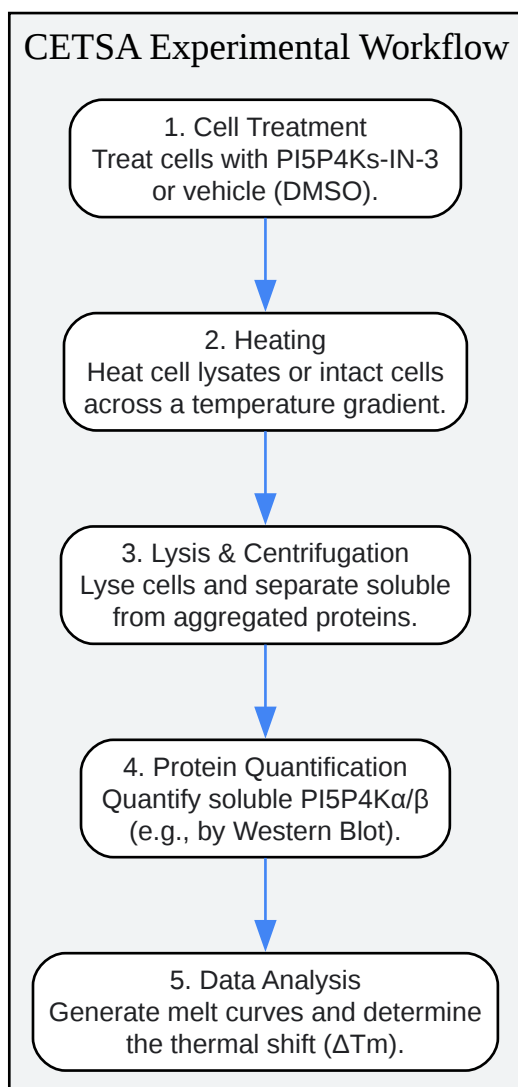 CETSA Experimental Workflow
1. Cell Treatment
Treat cells with PI5P4Ks-IN-3
or vehicle (DMSO).
2. Heating
Heat cell lysates or intact cells
across a temperature gradient.
3. Lysis & Centrifugation
Lyse cells and separate soluble
from aggregated proteins.
4. Protein Quantification
Quantify soluble PI5P4Kα/β
(e.g., by Western Blot).
5. Data Analysis
Generate melt curves and determine
the thermal shift (ΔTm).